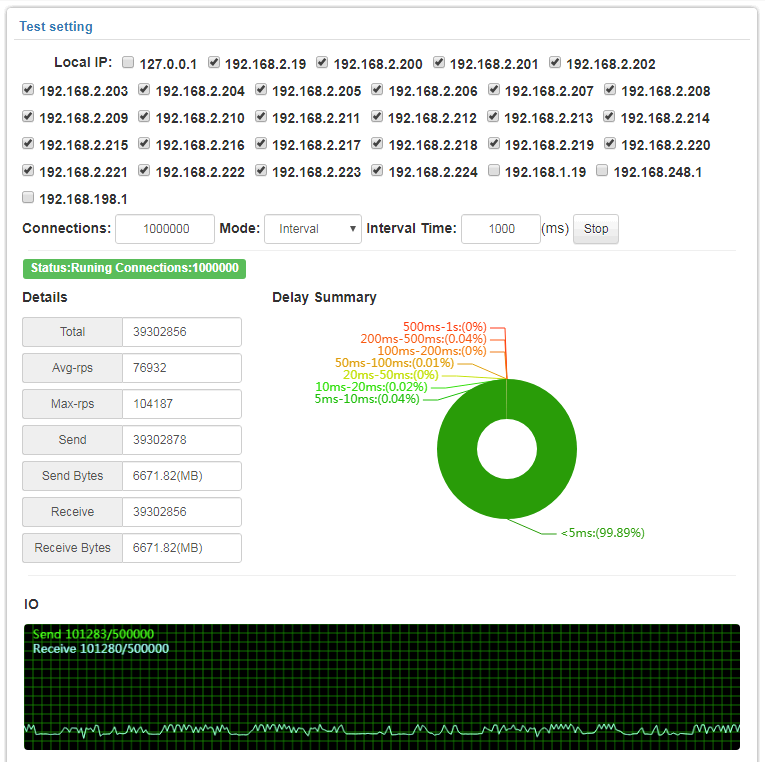 Test setting
Local IP: 127.0.0.1 192.168.2.19 192.168.2.200 192.168.2.201 192.168.2.202
192.168.2.203 192.168.2.204 192.168.2.205 192.168.2.206 192.168.2.207 192.168.2.208
192.168.2.209 192.168.2.210 192.168.2.211 192.168.2.212 192.168.2.213 192.168.2.214
192.168.2.215 192.168.2.216 192.168.2.217 192.168.2.218 192.168.2.219 192.168.2.220
192.168.2.221 192.168.2.222 192.168.2.223 192.168.2.224 192.168.1.19 192.168.248.1
192.168.198.1
Connections: 1000000 Mode: Interval Interval Time: 1000 (ms) Stop
Status:Runing Connections:1000000
Details
Total 39302856
Avg-rps 76932
Max-rps 104187
Send 39302878
Send Bytes 6671.82(MB)
Receive 39302856
Receive Bytes 6671.82(MB)
Delay Summary
500ms-1s:(0%)
200ms-500ms:(0.04%)
100ms-200ms:(0%)
50ms-100ms:(0.01%)
20ms-50ms:(0%)
10ms-20ms:(0.02%)
5ms-10ms:(0.04%)
<5ms:(99.89%)
IO
Send 101283/500000
Receive 101280/500000